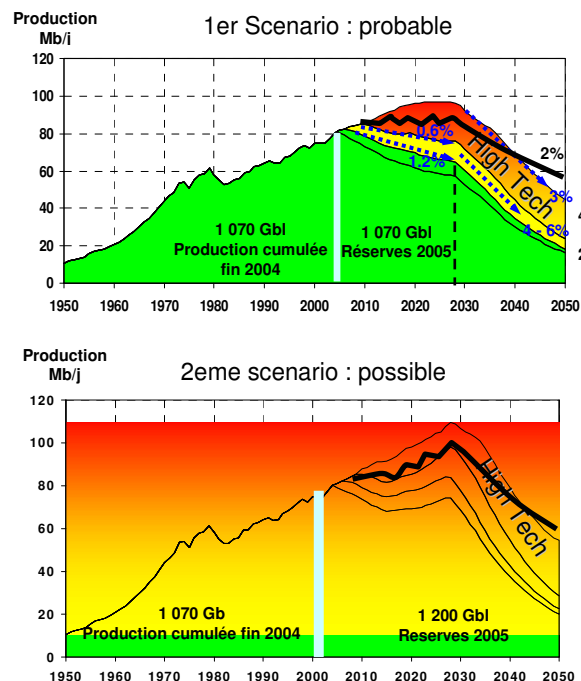 Production
Mb/j
1er Scenario : probable
120
100
80
60
40
20
0
0.6%
1.2%
High Tech
2%
3%
4
4 - 6%
2
1 070 Gbl
Production cumulée
fin 2004
1 070 Gbl
Réserves 2005
1950 1960 1970 1980 1990 2000 2010 2020 2030 2040 2050
Production
Mb/j
2eme scenario : possible
120
100
80
60
40
20
0
High Tech
1 070 Gb
Production cumulée fin 2004
1 200 Gbl
Reserves 2005
1950 1960 1970 1980 1990 2000 2010 2020 2030 2040 2050